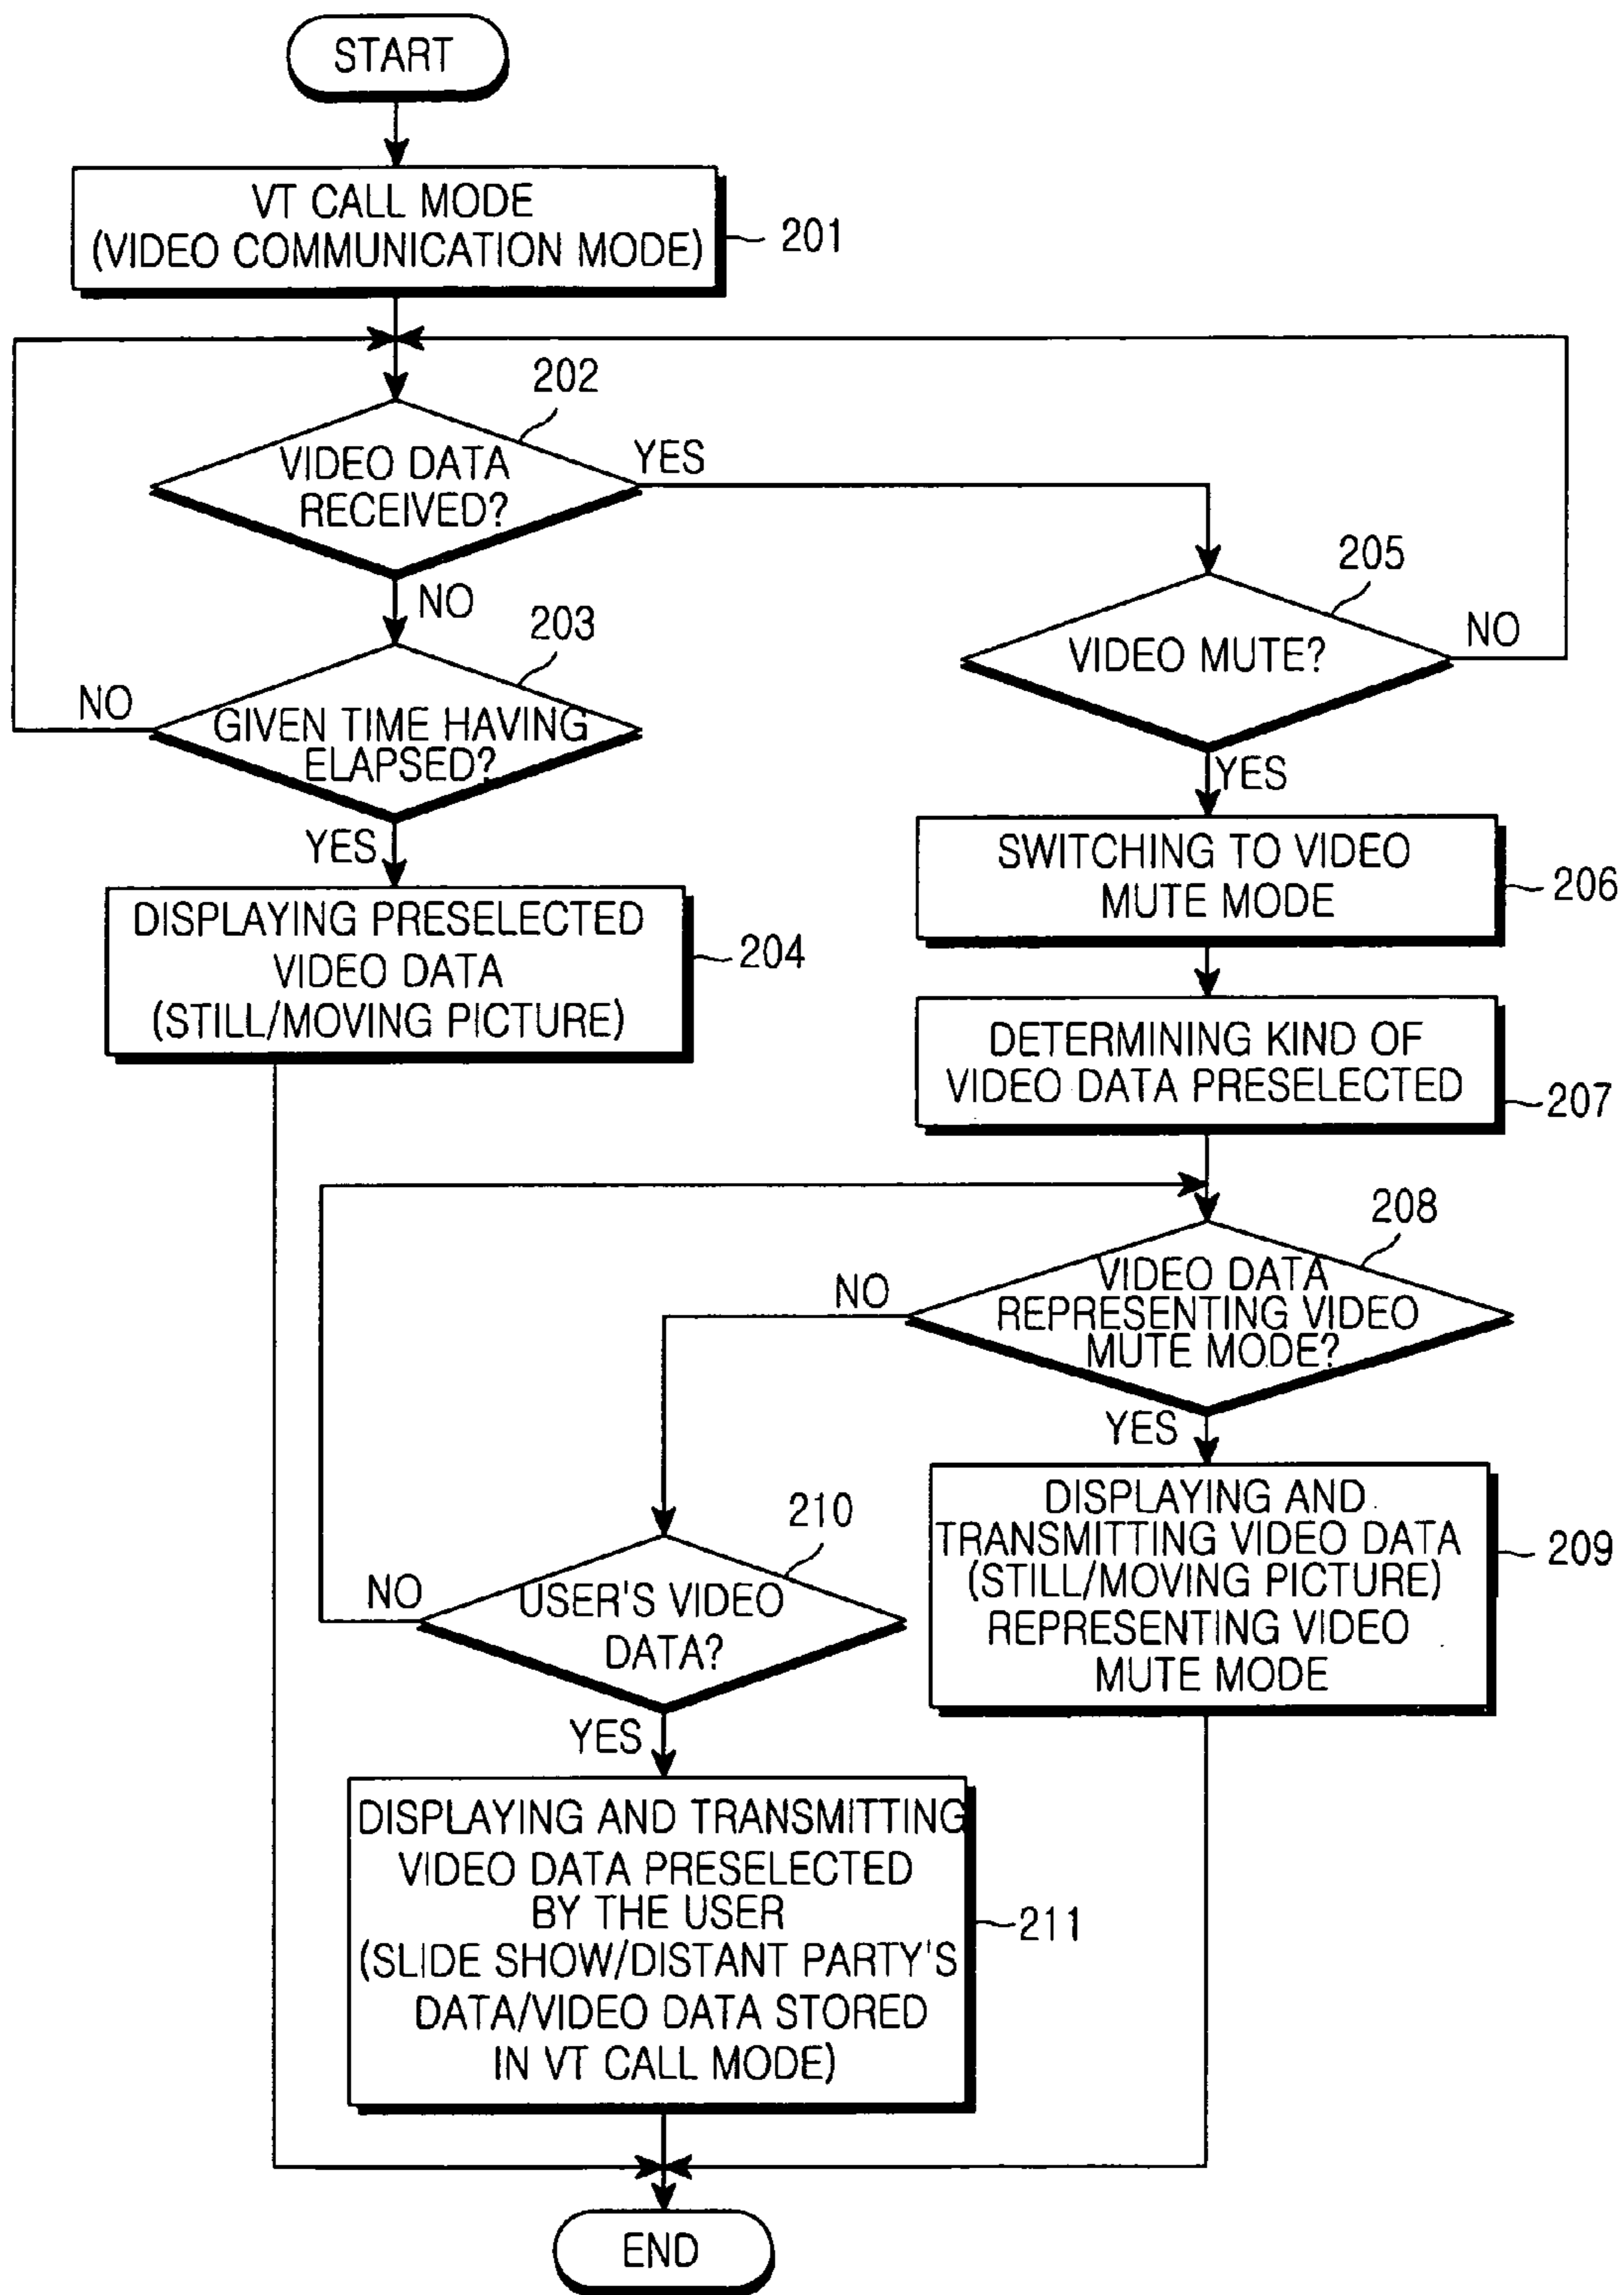 START
VT CALL MODE
(VIDEO COMMUNICATION MODE)
201
202
VIDEO DATA
RECEIVED?
YES
NO
203
GIVEN TIME HAVING
ELAPSED?
NO
YES
DISPLAYING PRESELECTED
VIDEO DATA
(STILL/MOVING PICTURE)
204
205
VIDEO MUTE?
NO
YES
SWITCHING TO VIDEO
MUTE MODE
206
DETERMINING KIND OF
VIDEO DATA PRESELECTED
207
208
VIDEO DATA
REPRESENTING VIDEO
MUTE MODE?
NO
YES
DISPLAYING AND
TRANSMITTING VIDEO DATA
(STILL/MOVING PICTURE)
REPRESENTING VIDEO
MUTE MODE
209
210
USER'S VIDEO
DATA?
NO
YES
DISPLAYING AND TRANSMITTING
VIDEO DATA PRESELECTED
BY THE USER
(SLIDE SHOW/DISTANT PARTY'S
DATA/VIDEO DATA STORED
IN VT CALL MODE)
211
END